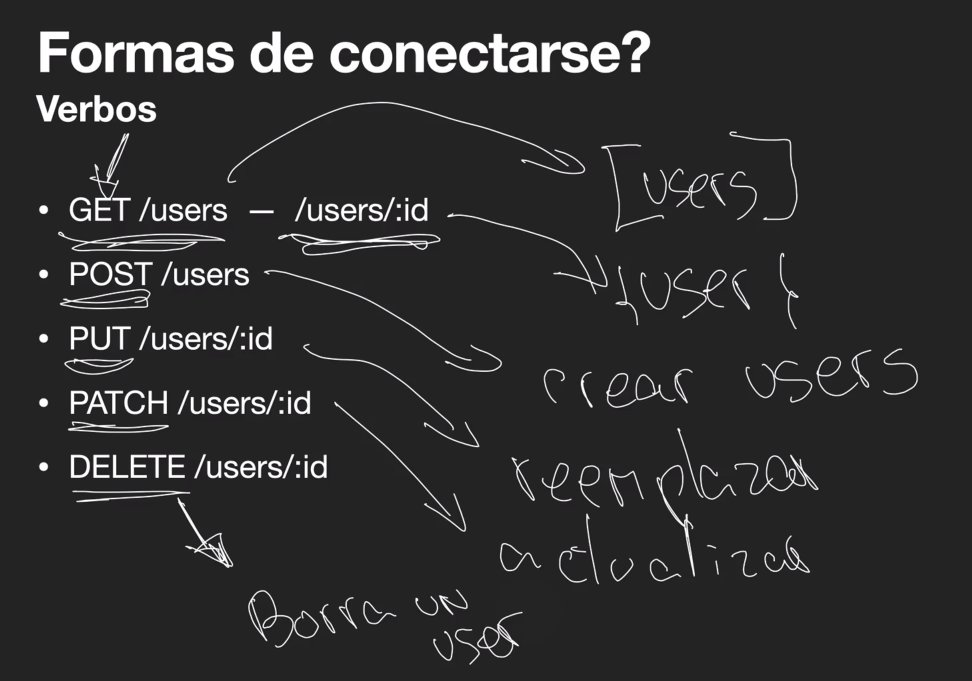 Formas de conectarse?
Verbos
• GET /users — /users/:id
[users]
{user}
• POST /users
crear users
• PUT /users/:id
reemplazar
• PATCH /users/:id
actualizar
• DELETE /users/:id
Borra un
user